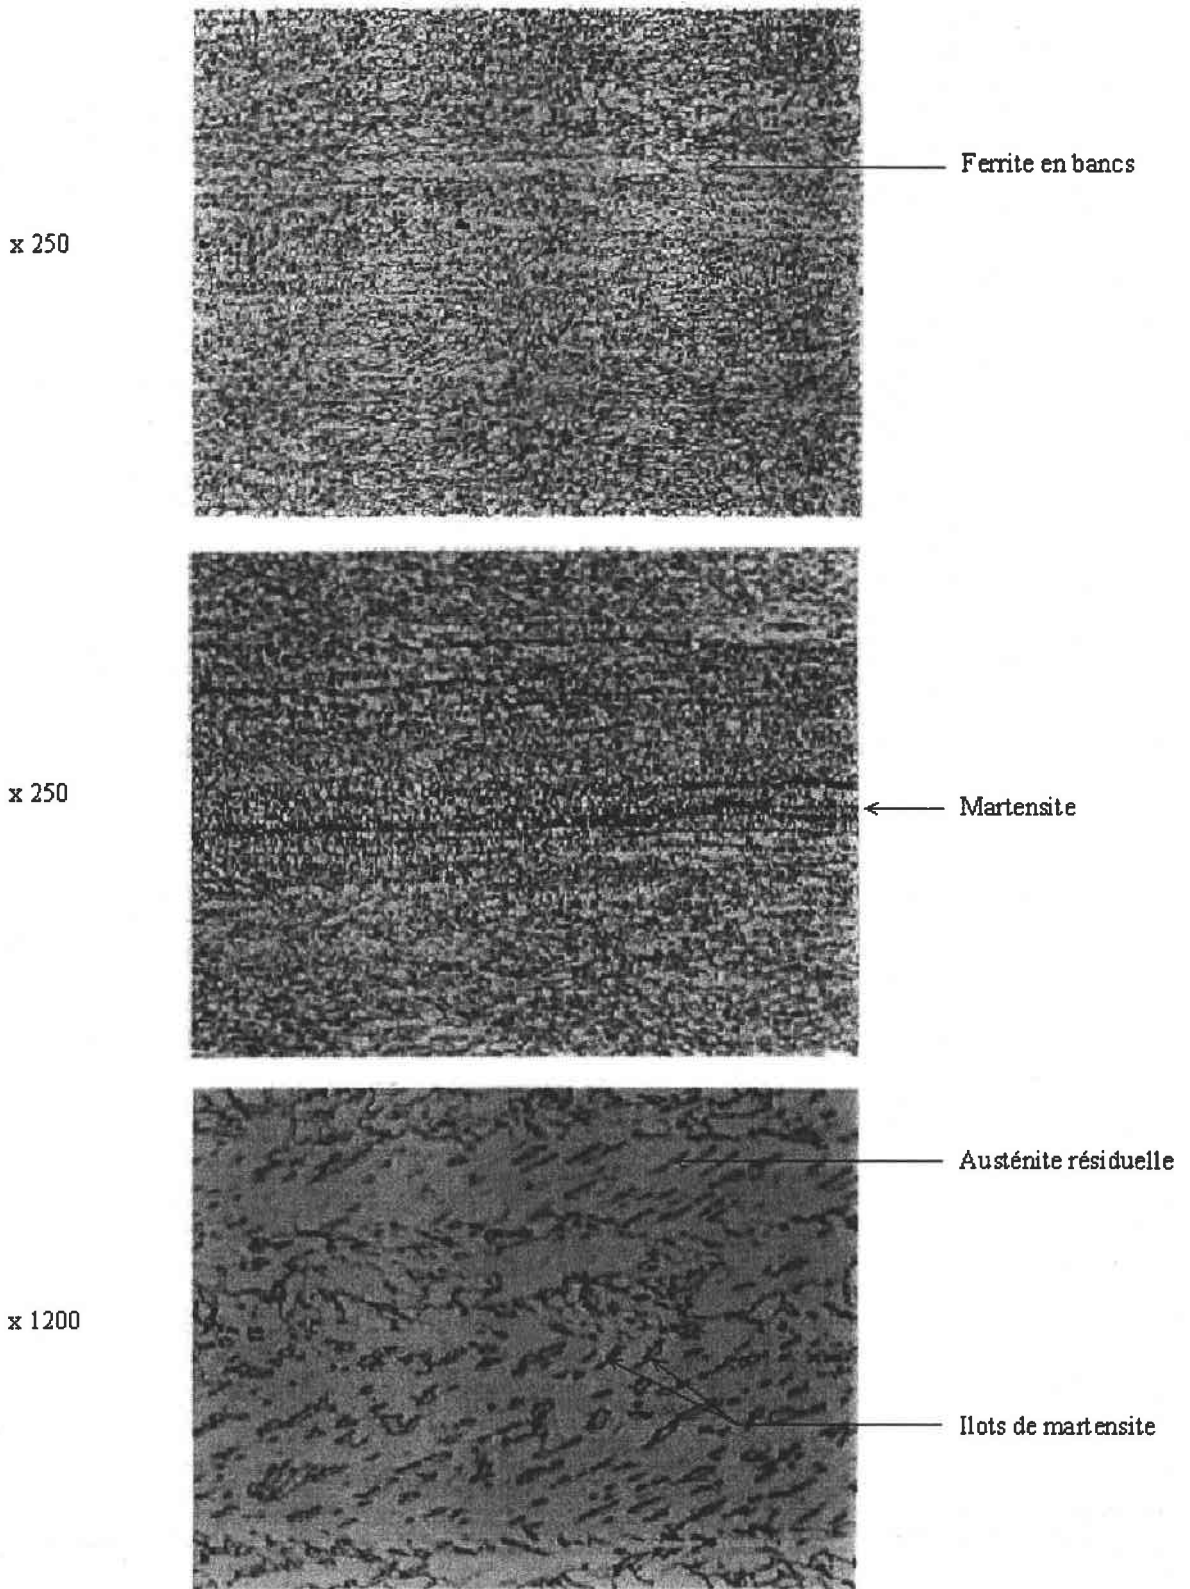 Ferrite en bancs
x 250
x 250
Martensite
Austénite résiduelle
x 1200
Ilots de martensite